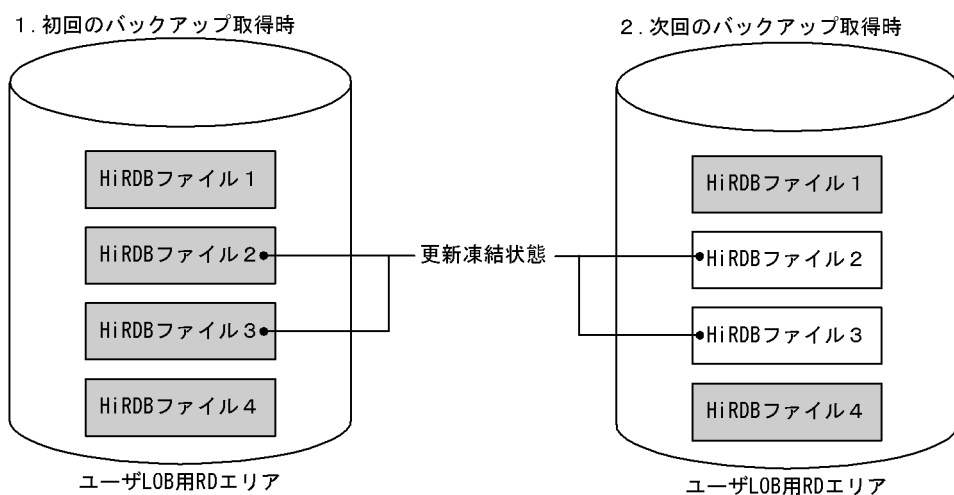 1.初回のバックアップ取得時
HiRDBファイル1
HiRDBファイル2
HiRDBファイル3
HiRDBファイル4
ユーザLOB用RDエリア
更新凍結状態
2.次回のバックアップ取得時
HiRDBファイル1
HiRDBファイル2
HiRDBファイル3
HiRDBファイル4
ユーザLOB用RDエリア